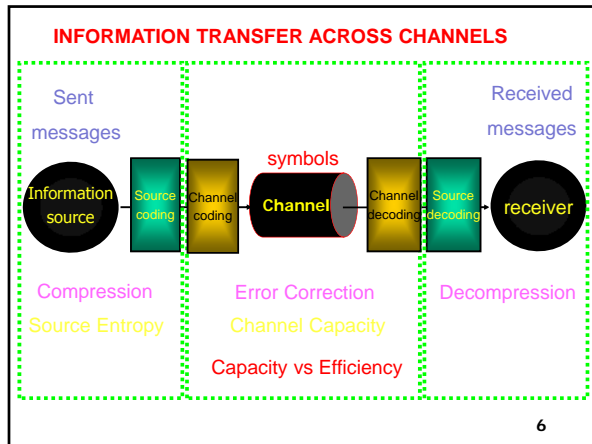 INFORMATION TRANSFER ACROSS CHANNELS
Sent
messages
Received
messages
symbols
Information
source
Source
coding
Channel
coding
Channel
Channel
decoding
Source
decoding
receiver
Compression
Source Entropy
Error Correction
Channel Capacity
Decompression
Capacity vs Efficiency
6